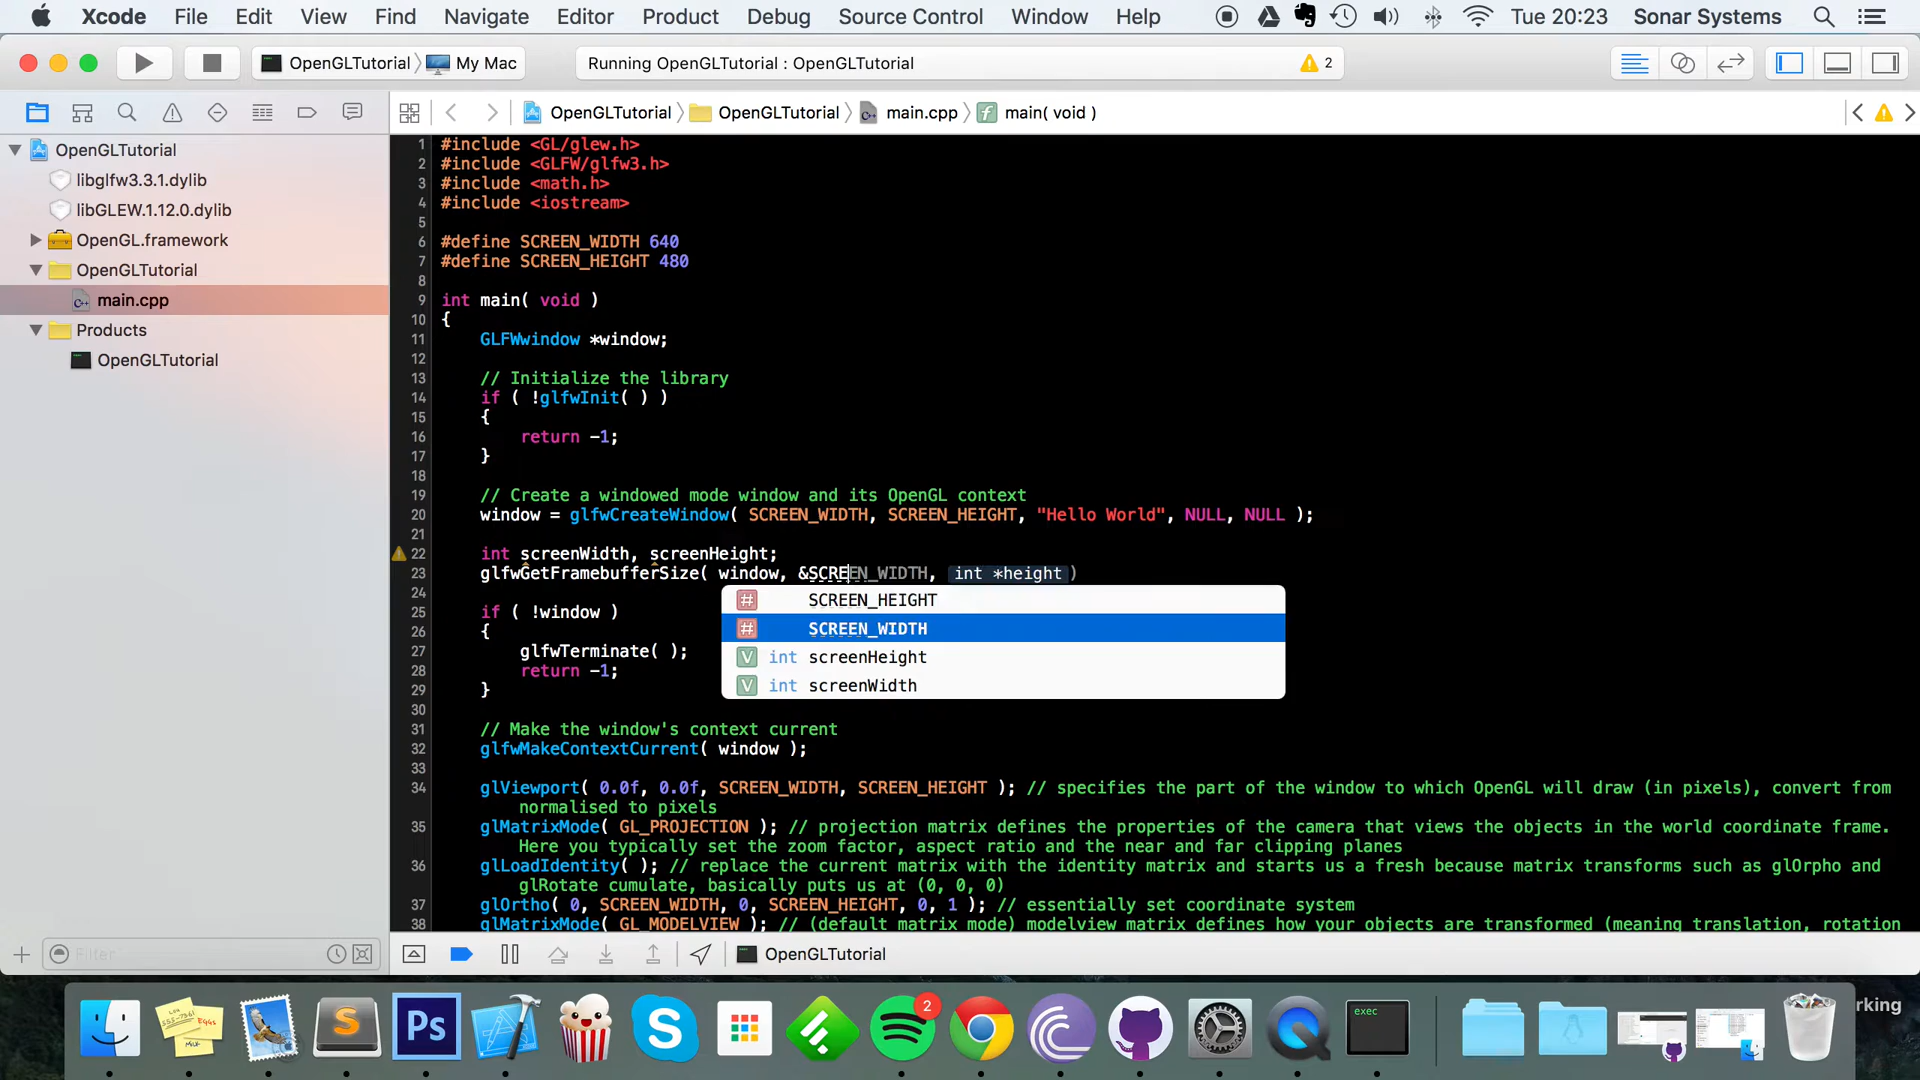 Xcode File Edit View Find Navigate Editor Product Debug Source Control Window Help Tue 20:23 Sonar Systems
OpenGLTutorial My Mac Running OpenGLTutorial : OpenGLTutorial 2
OpenGLTutorial OpenGLTutorial main.cpp main( void )
OpenGLTutorial
libglfw3.3.1.dylib
libGLEW.1.12.0.dylib
OpenGL.framework
OpenGLTutorial
main.cpp
Products
OpenGLTutorial
1 #include <GL/glew.h>
2 #include <GLFW/glfw3.h>
3 #include <math.h>
4 #include <iostream>
5
6 #define SCREEN_WIDTH 640
7 #define SCREEN_HEIGHT 480
8
9 int main( void )
10 {
11 GLFWwindow *window;
12
13 // Initialize the library
14 if ( !glfwInit( ) )
15 {
16 return -1;
17 }
18
19 // Create a windowed mode window and its OpenGL context
20 window = glfwCreateWindow( SCREEN_WIDTH, SCREEN_HEIGHT, "Hello World", NULL, NULL );
21
22 int screenWidth, screenHeight;
23 glfwGetFramebufferSize( window, &SCREEN_WIDTH, int *height )
24
SCREEN_HEIGHT
SCREEN_WIDTH
int screenHeight
int screenWidth
25 if ( !window )
26 {
27 glfwTerminate( );
28 return -1;
29 }
30
31 // Make the window's context current
32 glfwMakeContextCurrent( window );
33
34 glViewport( 0.0f, 0.0f, SCREEN_WIDTH, SCREEN_HEIGHT ); // specifies the part of the window to which OpenGL will draw (in pixels), convert from
normalised to pixels
35 glMatrixMode( GL_PROJECTION ); // projection matrix defines the properties of the camera that views the objects in the world coordinate frame.
Here you typically set the zoom factor, aspect ratio and the near and far clipping planes
36 glLoadIdentity( ); // replace the current matrix with the identity matrix and starts us a fresh because matrix transforms such as glOrpho and
glRotate cumulate, basically puts us at (0, 0, 0)
37 glOrtho( 0, SCREEN_WIDTH, 0, SCREEN_HEIGHT, 0, 1 ); // essentially set coordinate system
38 glMatrixMode( GL_MODELVIEW ); // (default matrix mode) modelview matrix defines how your objects are transformed (meaning translation, rotation
Filter
OpenGLTutorial
S
Ps
S
2
exec
rking